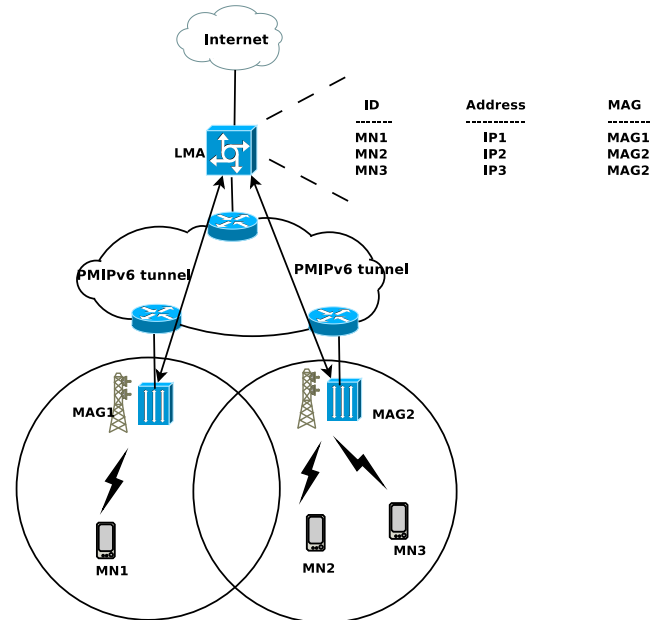 Internet
ID Address MAG
------- -------- -------
LMA
MN1 IP1 MAG1
MN2 IP2 MAG2
MN3 IP3 MAG2
PMIPv6 tunnel
PMIPv6 tunnel
MAG1
MAG2
MN1
MN2
MN3